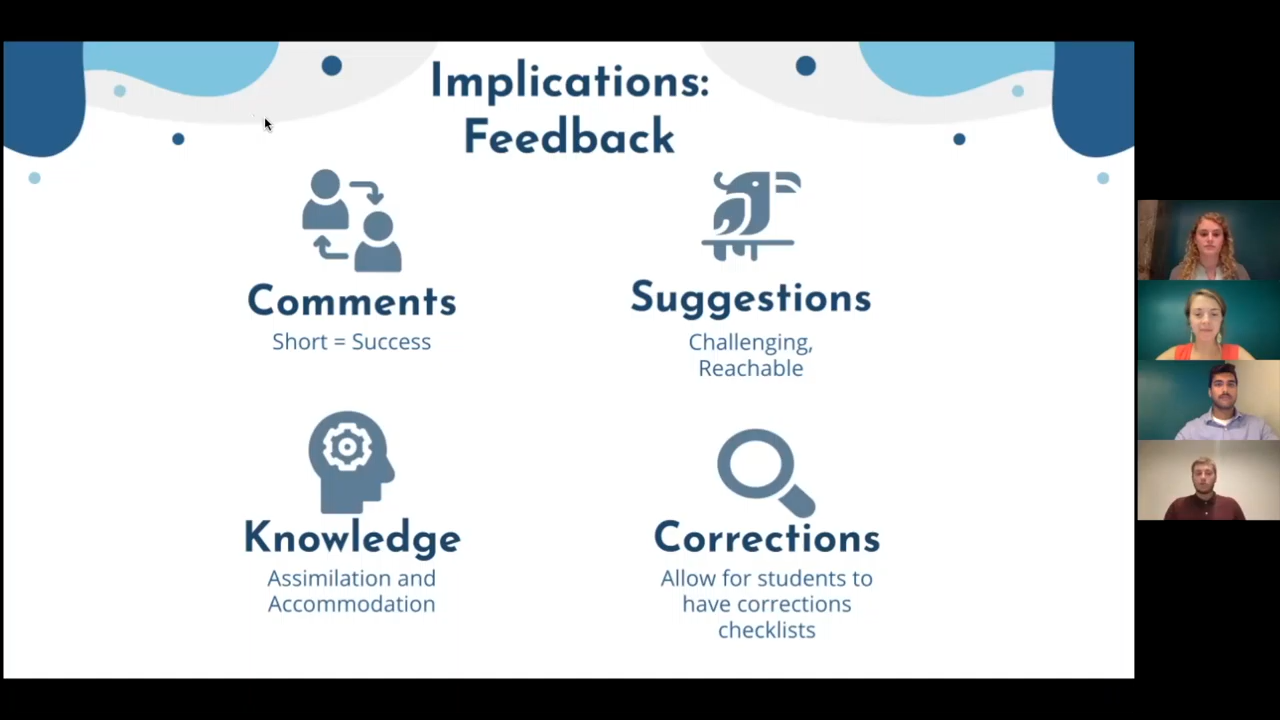 Implications:
Feedback
Comments
Short = Success
Suggestions
Challenging,
Reachable
Knowledge
Assimilation and
Accommodation
Corrections
Allow for students to
have corrections
checklists